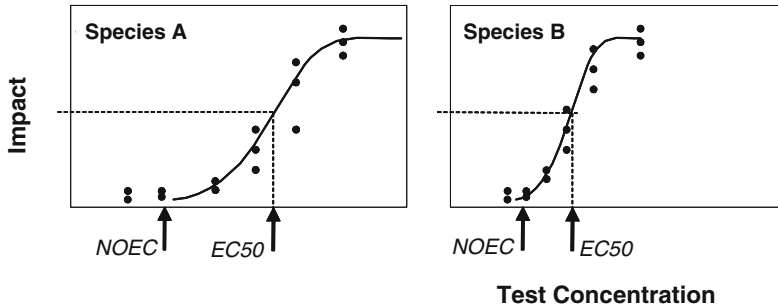 Species A
Species B
Impact
NOEC
EC50
NOEC
EC50
Test Concentration